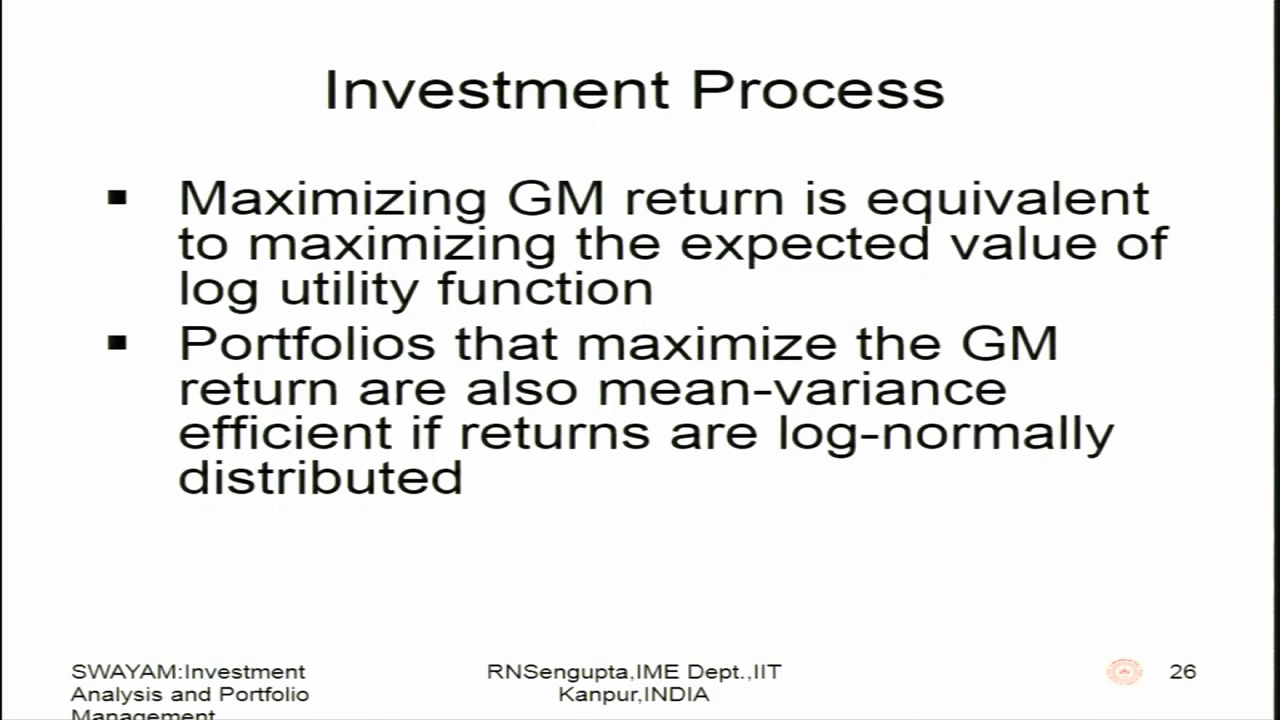 Investment Process
▪ Maximizing GM return is equivalent
to maximizing the expected value of
log utility function
▪ Portfolios that maximize the GM
return are also mean-variance
efficient if returns are log-normally
distributed
SWAYAM:Investment
Analysis and Portfolio
Management
RNSengupta,IME Dept.,IIT
Kanpur,INDIA
26